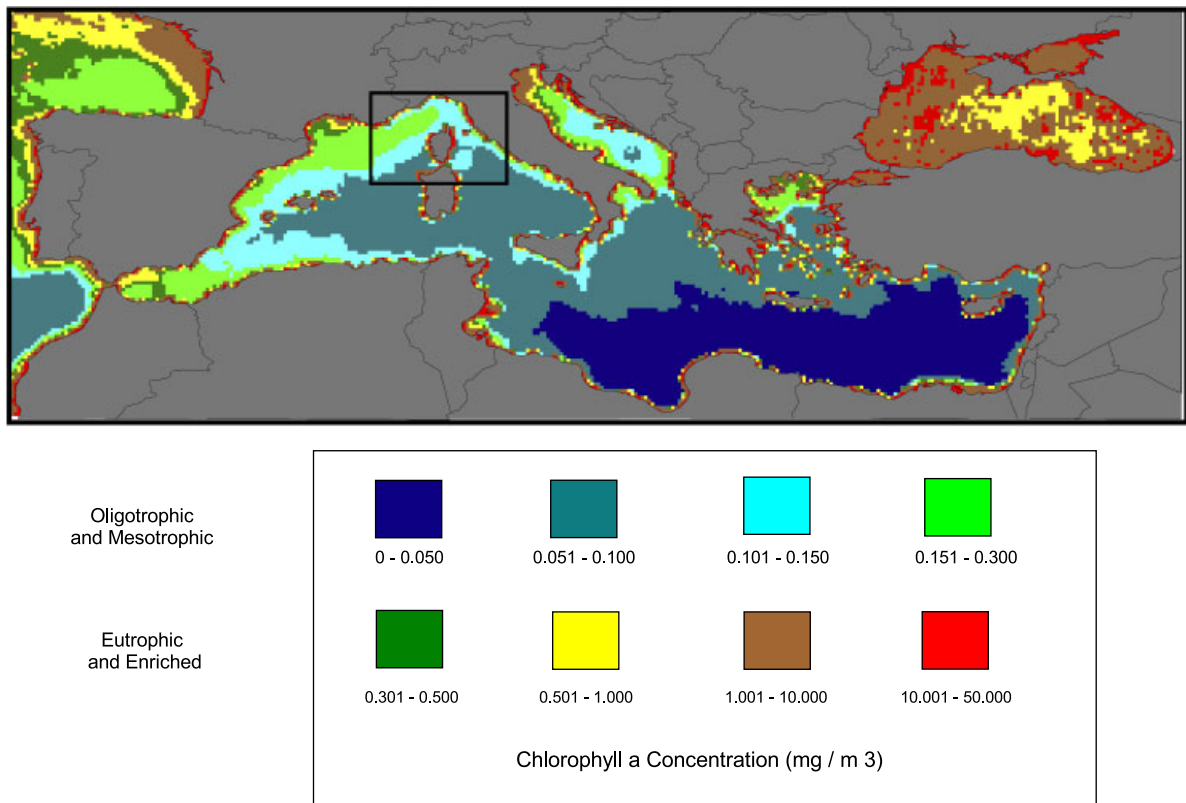 Oligotrophic
and Mesotrophic
0 - 0.050
0.051 - 0.100
0.101 - 0.150
0.151 - 0.300
Eutrophic
and Enriched
0.301 - 0.500
0.501 - 1.000
1.001 - 10.000
10.001 - 50.000
Chlorophyll a Concentration (mg / m 3)